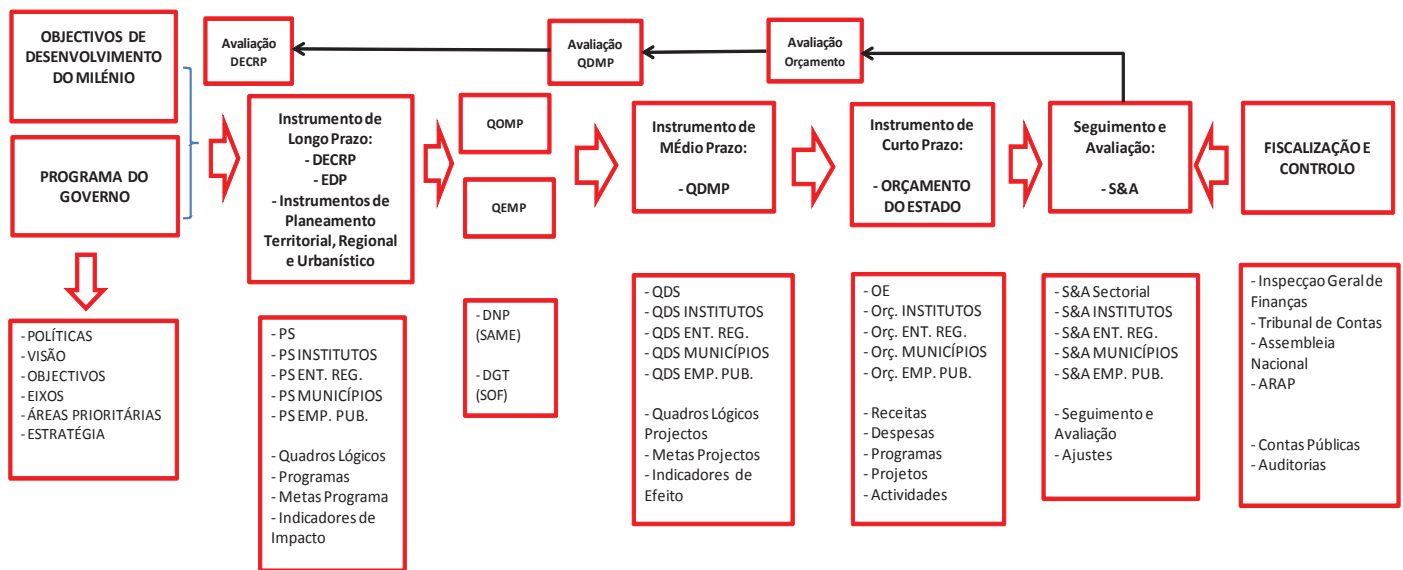 OBJECTIVOS DE
DESENVOLVIMENTO
DO MILÉNIO
PROGRAMA DO
GOVERNO
- POLÍTICAS
- VISÃO
- OBJECTIVOS
- EIXOS
- ÁREAS PRIORITÁRIAS
- ESTRATÉGIA
Avaliação
DECRP
Avaliação
QDMP
Avaliação
Orçamento
Instrumento de
Longo Prazo:
- DECRP
- EDP
- Instrumentos de
Planeamento
Territorial, Regional
e Urbanístico
- PS
- PS INSTITUTOS
- PS ENT. REG.
- PS MUNICÍPIOS
- PS EMP. PUB.
- Quadros Lógicos
- Programas
- Metas Programa
- Indicadores de
Impacto
QOMP
QEMP
- DNP
(SAME)
- DGT
(SOF)
Instrumento de
MÉdio Prazo:
- QDMP
- QDS
- QDS INSTITUTOS
- QDS ENT. REG.
- QDS MUNICÍPIOS
- QDS EMP. PUB.
- Quadros Lógicos
Projectos
- Metas Projectos
- Indicadores de
Efeito
Instrumento de
Curto Prazo:
- ORÇAMENTO
DO ESTADO
- OE
- Orç. INSTITUTOS
- Orç. ENT. REG.
- Orç. MUNICÍPIOS
- Orç. EMP. PUB.
- Receitas
- Despesas
- Programas
- Projetos
- Actividades
Seguimento e
Avaliação:
- S&A
- S&A Sectorial
- S&A INSTITUTOS
- S&A ENT. REG.
- S&A MUNICÍPIOS
- S&A EMP. PUB.
- Seguimento e
Avaliação
- Ajustes
FISCALIZAÇÃO E
CONTROLO
- Inspecçao Geral de
Finanças
- Tribunal de Contas
- Assembleia
Nacional
- ARAP
- Contas Públicas
- Auditorias